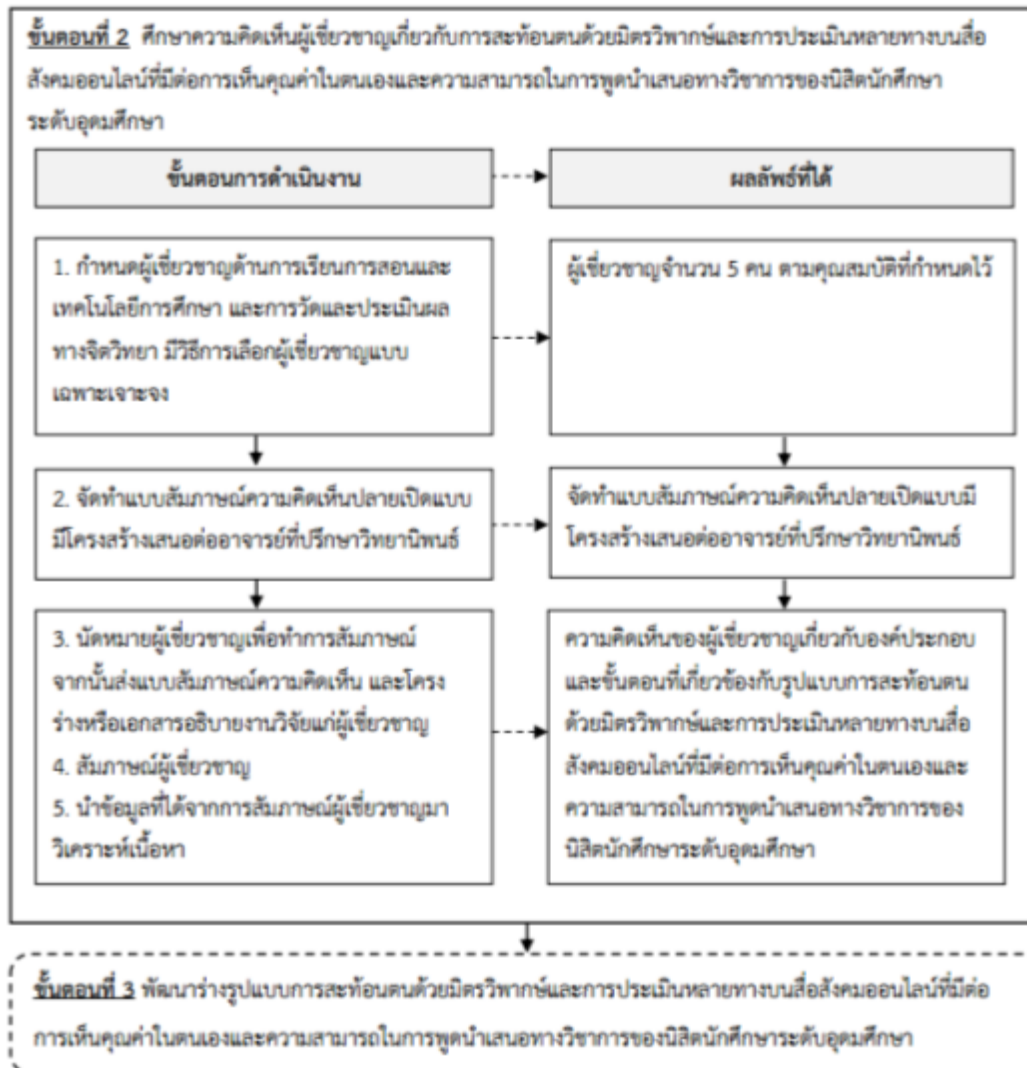 ขั้นตอนที่ 2 ศึกษาความคิดเห็นผู้เชี่ยวชาญเกี่ยวกับการสะท้อนตนด้วยมิตรวิพากษ์และการประเมินหลายทางบนสื่อ
สังคมออนไลน์ที่มีต่อการเห็นคุณค่าในตนเองและความสามารถในการพูดนำเสนอทางวิชาการของนิสิตนักศึกษา
ระดับอุดมศึกษา
ขั้นตอนการดำเนินงาน
ผลลัพธ์ที่ได้
1. กำหนดผู้เชี่ยวชาญด้านการเรียนการสอนและ
เทคโนโลยีการศึกษา และการวัดและประเมินผล
ทางจิตวิทยา มีวิธีการเลือกผู้เชี่ยวชาญแบบ
เฉพาะเจาะจง
ผู้เชี่ยวชาญจำนวน 5 คน ตามคุณสมบัติที่กำหนดไว้
2. จัดทำแบบสัมภาษณ์ความคิดเห็นปลายเปิดแบบ
มีโครงสร้างเสนอต่ออาจารย์ที่ปรึกษาวิทยานิพนธ์
จัดทำแบบสัมภาษณ์ความคิดเห็นปลายเปิดแบบมี
โครงสร้างเสนอต่ออาจารย์ที่ปรึกษาวิทยานิพนธ์
3. นัดหมายผู้เชี่ยวชาญเพื่อทำการสัมภาษณ์
จากนั้นส่งแบบสัมภาษณ์ความคิดเห็น และโครง
ร่างหรือเอกสารอธิบายงานวิจัยแก่ผู้เชี่ยวชาญ
4. สัมภาษณ์ผู้เชี่ยวชาญ
5. นำข้อมูลที่ได้จากการสัมภาษณ์ผู้เชี่ยวชาญมา
วิเคราะห์เนื้อหา
ความคิดเห็นของผู้เชี่ยวชาญเกี่ยวกับองค์ประกอบ
และขั้นตอนที่เกี่ยวข้องกับรูปแบบการสะท้อนตน
ด้วยมิตรวิพากษ์และการประเมินหลายทางบนสื่อ
สังคมออนไลน์ที่มีต่อการเห็นคุณค่าในตนเองและ
ความสามารถในการพูดนำเสนอทางวิชาการของ
นิสิตนักศึกษาระดับอุดมศึกษา
ขั้นตอนที่ 3 พัฒนาร่างรูปแบบการสะท้อนตนด้วยมิตรวิพากษ์และการประเมินหลายทางบนสื่อสังคมออนไลน์ที่มีต่อ
การเห็นคุณค่าในตนเองและความสามารถในการพูดนำเสนอทางวิชาการของนิสิตนักศึกษาระดับอุดมศึกษา